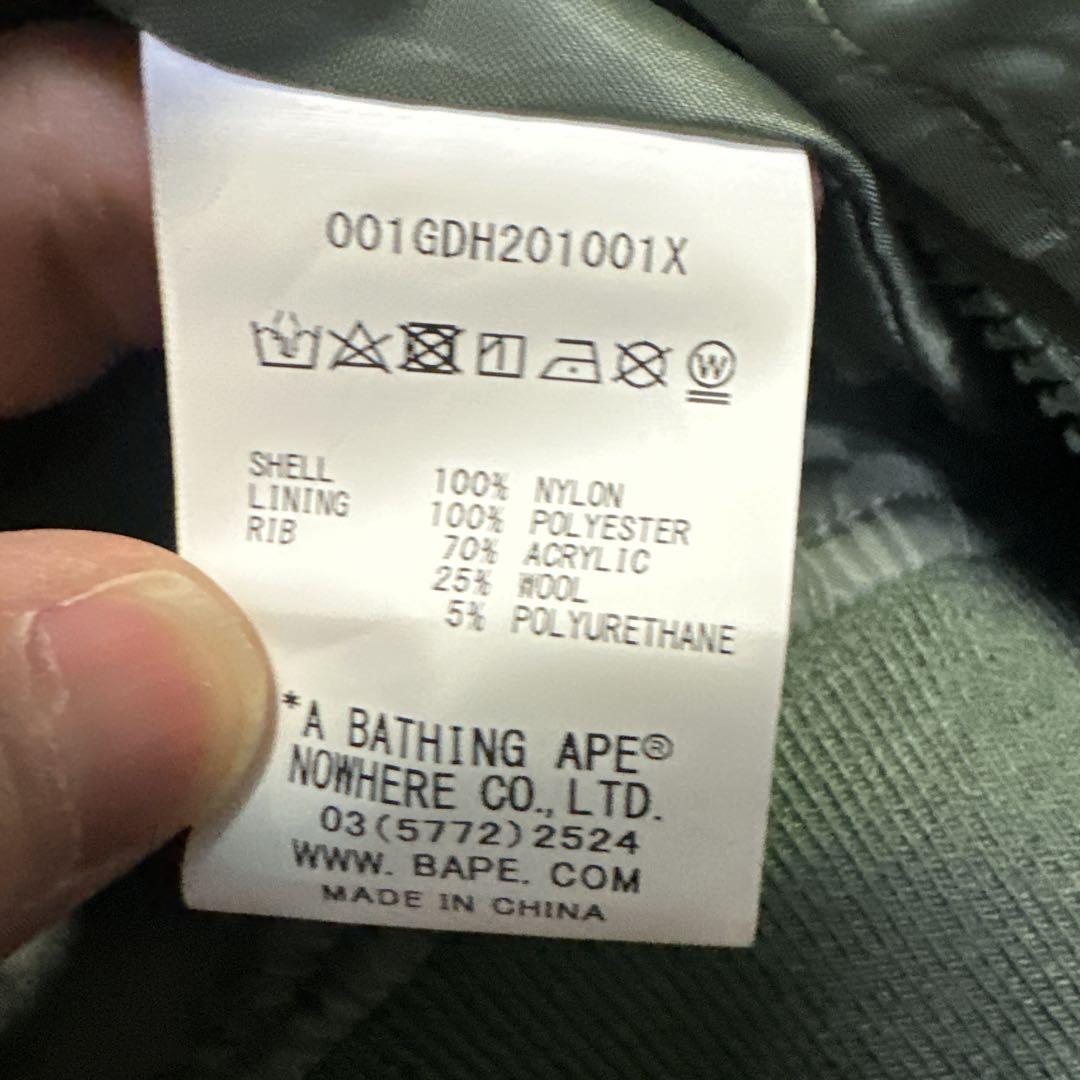 001GDH201001X
W
SHELL 100% NYLON
LINING 100% POLYESTER
RIB 70% ACRYLIC
25% WOOL
5% POLYURETHANE
*A BATHING APE®
NOWHERE CO., LTD.
03(5772)2524
WWW. BAPE. COM
MADE IN CHINA